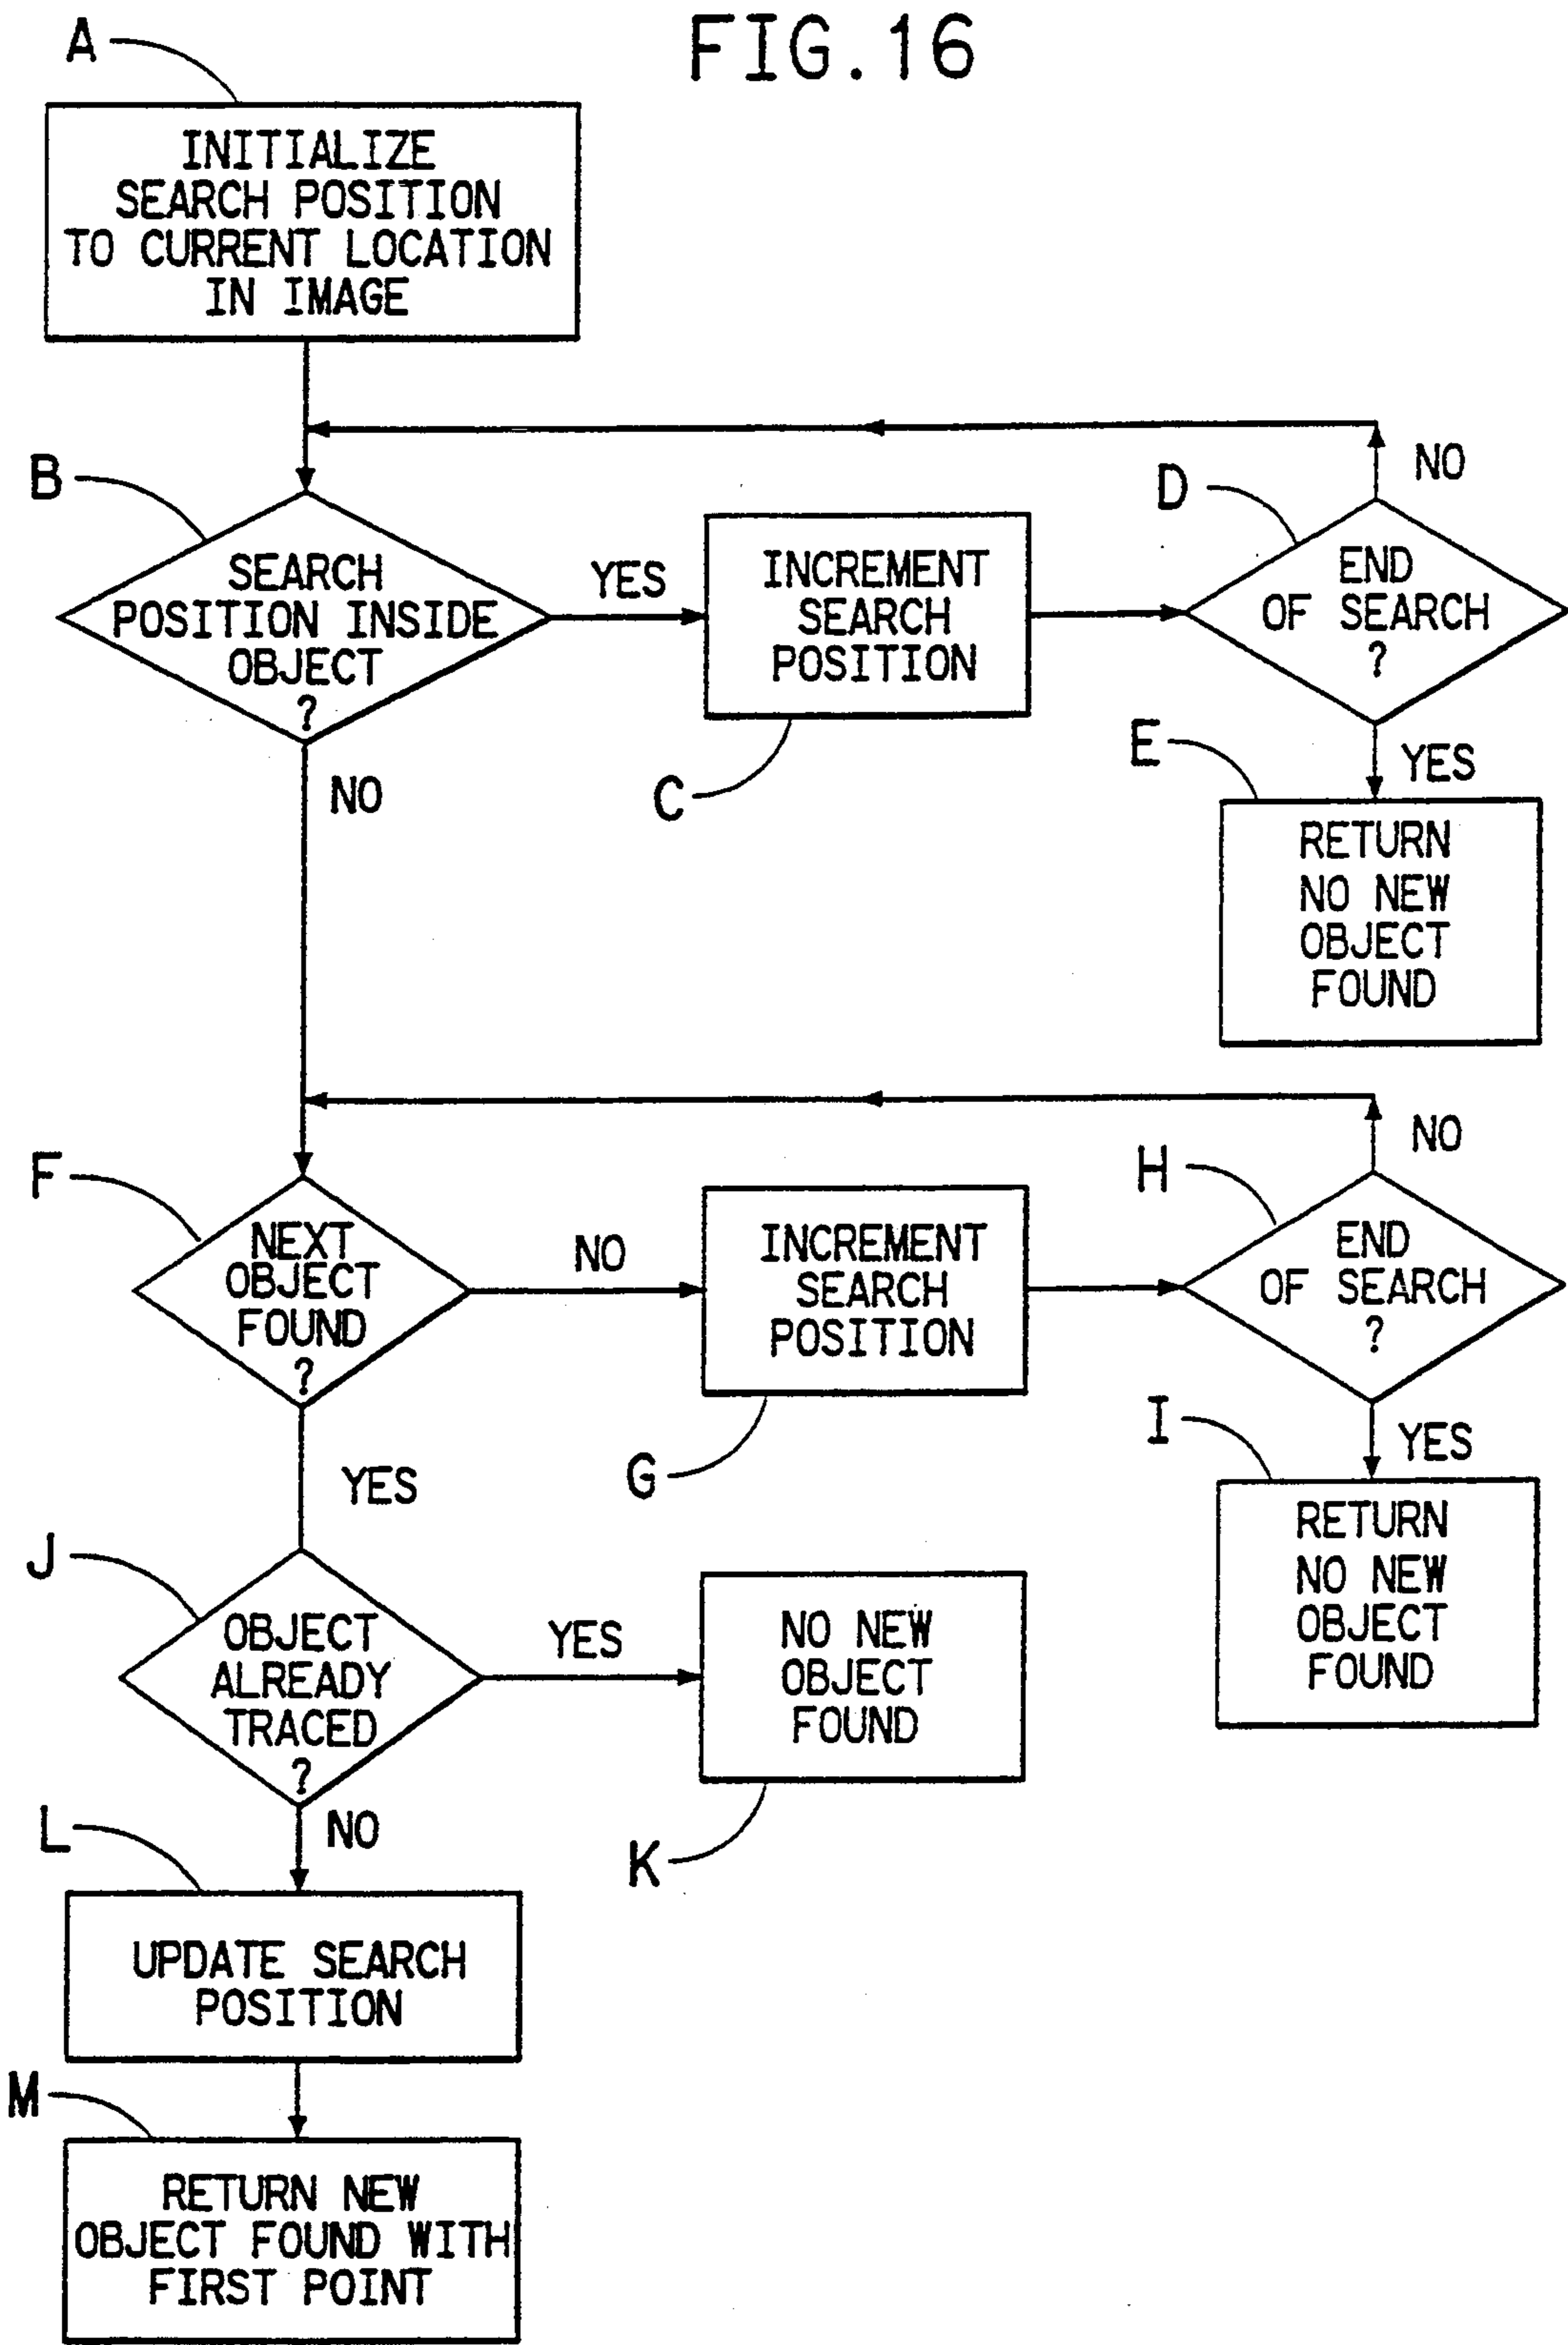 FIG.16
A
INITIALIZE
SEARCH POSITION
TO CURRENT LOCATION
IN IMAGE
B
SEARCH
POSITION INSIDE
OBJECT
?
YES
NO
INCREMENT
SEARCH
POSITION
C
D
END
OF SEARCH
?
NO
YES
E
RETURN
NO NEW
OBJECT
FOUND
F
NEXT
OBJECT
FOUND
?
NO
YES
INCREMENT
SEARCH
POSITION
G
H
END
OF SEARCH
?
NO
YES
I
RETURN
NO NEW
OBJECT
FOUND
J
OBJECT
ALREADY
TRACED
?
YES
NO
NO NEW
OBJECT
FOUND
K
L
UPDATE SEARCH
POSITION
M
RETURN NEW
OBJECT FOUND WITH
FIRST POINT